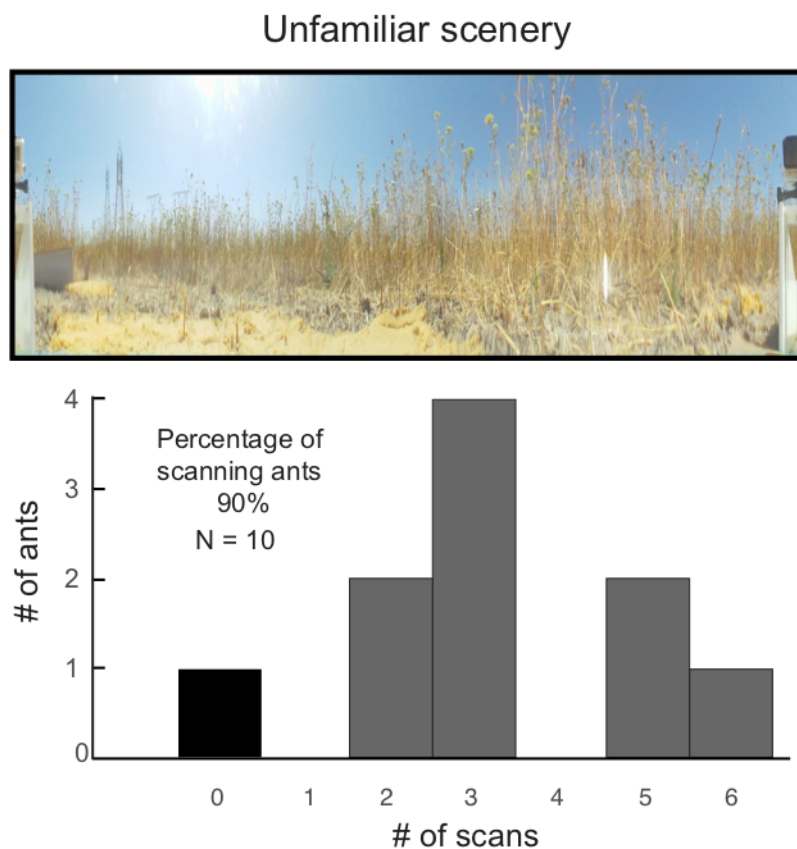 Unfamiliar scenery
4
Percentage of
scanning ants
90%
N = 10
3
2
1
0
# of ants
0 1 2 3 4 5 6
# of scans